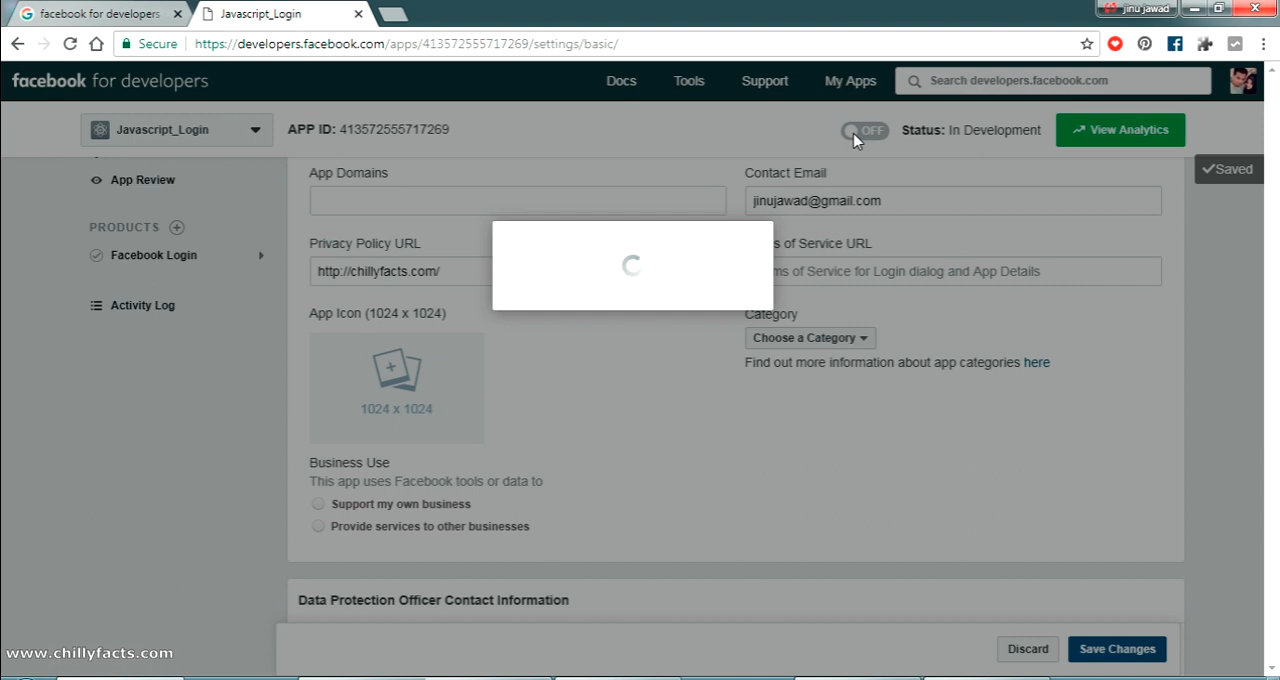 facebook for developers
Javascript_Login
jinu jawad
Secure
https://developers.facebook.com/apps/413572555717269/settings/basic/
facebook for developers
Docs
Tools
Support
My Apps
Search developers.facebook.com
Javascript_Login
APP ID: 413572555717269
OFF
Status: In Development
View Analytics
Saved
App Review
PRODUCTS
Facebook Login
Activity Log
App Domains
Contact Email
jinujawad@gmail.com
Privacy Policy URL
s of Service URL
http://chillyfacts.com/
ms of Service for Login dialog and App Details
App Icon (1024 x 1024)
Category
Choose a Category
Find out more information about app categories here
1024 x 1024
Business Use
This app uses Facebook tools or data to
Support my own business
Provide services to other businesses
Data Protection Officer Contact Information
Discard
Save Changes
www.chillyfacts.com